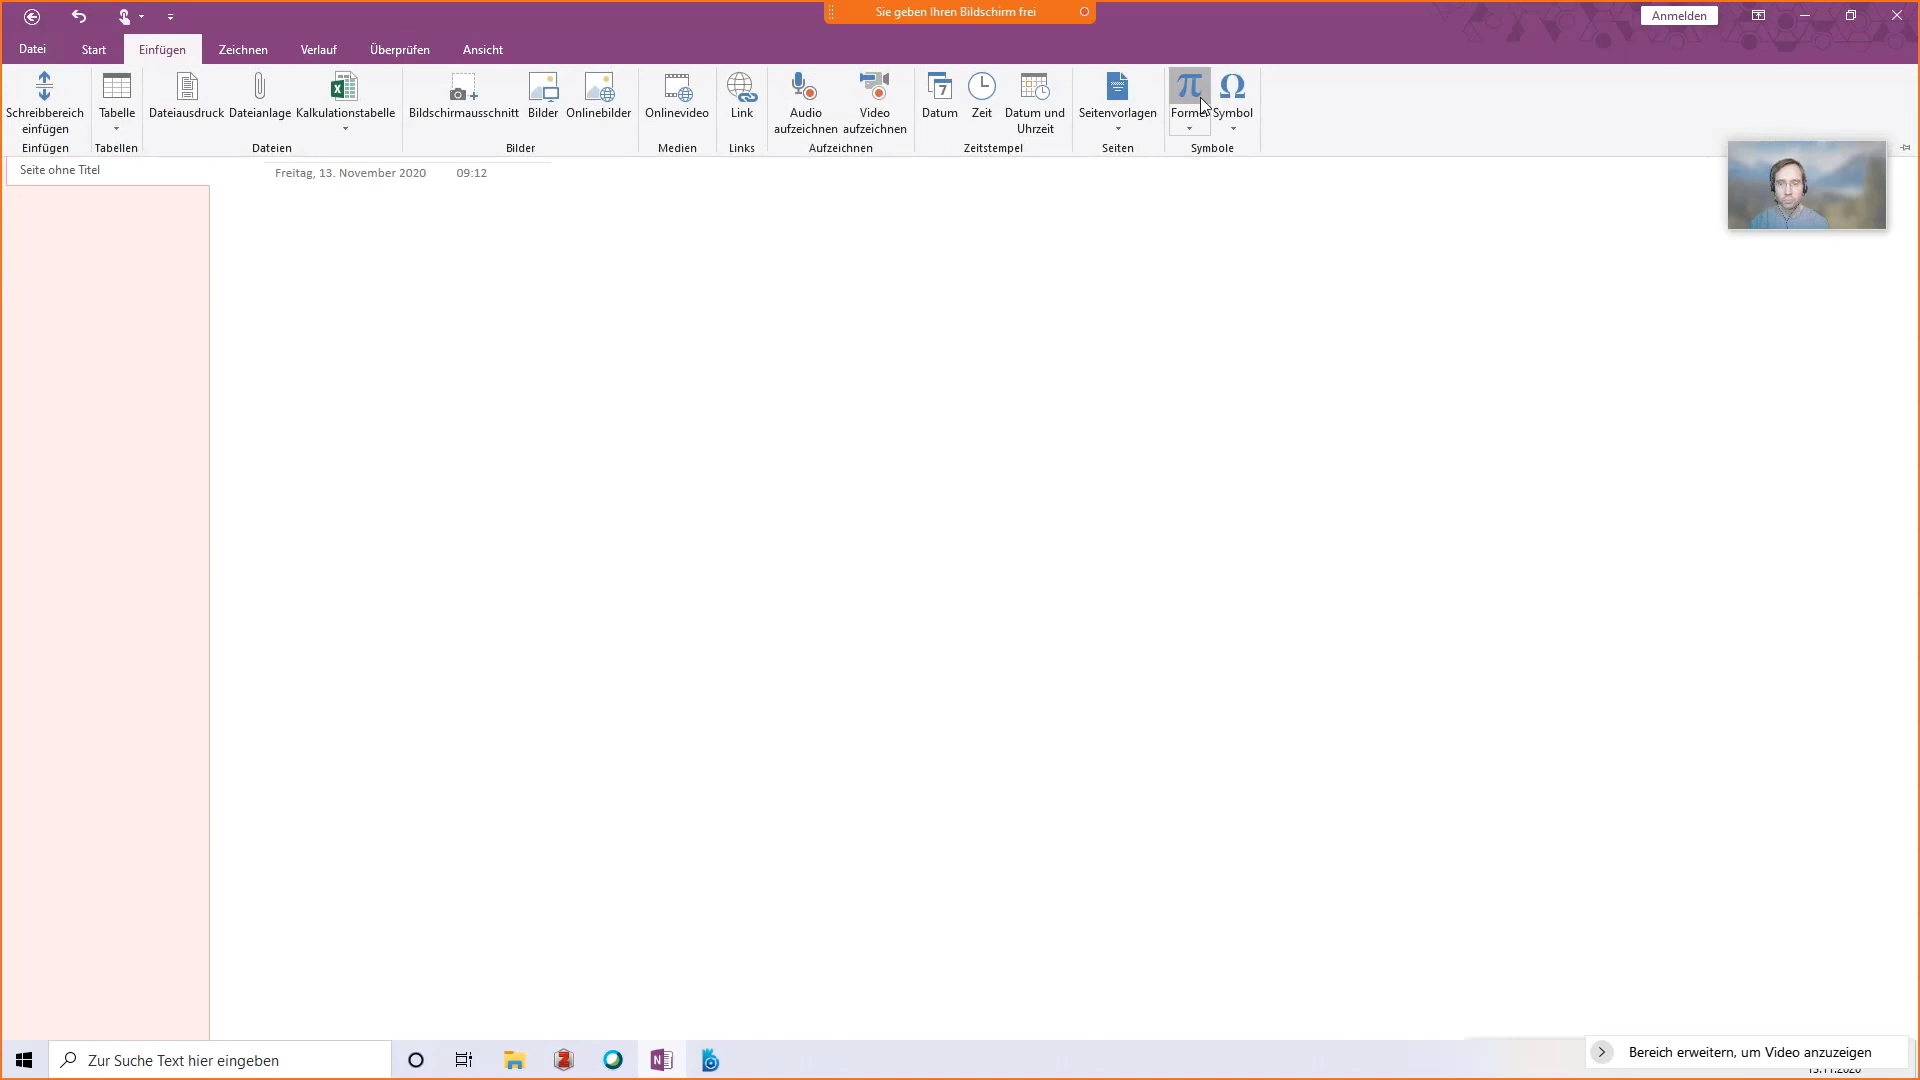 Sie geben Ihren Bildschirm frei
Anmelden
Datei Start Einfügen Zeichnen Verlauf Überprüfen Ansicht
Schreibbereich einfügen
Tabelle
Dateiausdruck
Dateianlage
Kalkulationstabelle
Bildschirmausschnitt
Bilder
Onlinebilder
Onlinevideo
Link
Audio aufzeichnen
Video aufzeichnen
7
Datum
Zeit
Datum und Uhrzeit
Seitenvorlagen
π
Ω
Symbol
Einfügen Tabellen Dateien Bilder Medien Links Aufzeichnen Zeitstempel Seiten Symbole
Seite ohne Titel
Freitag, 13. November 2020 09:12
Zur Suche Text hier eingeben
Bereich erweitern, um Video anzuzeigen